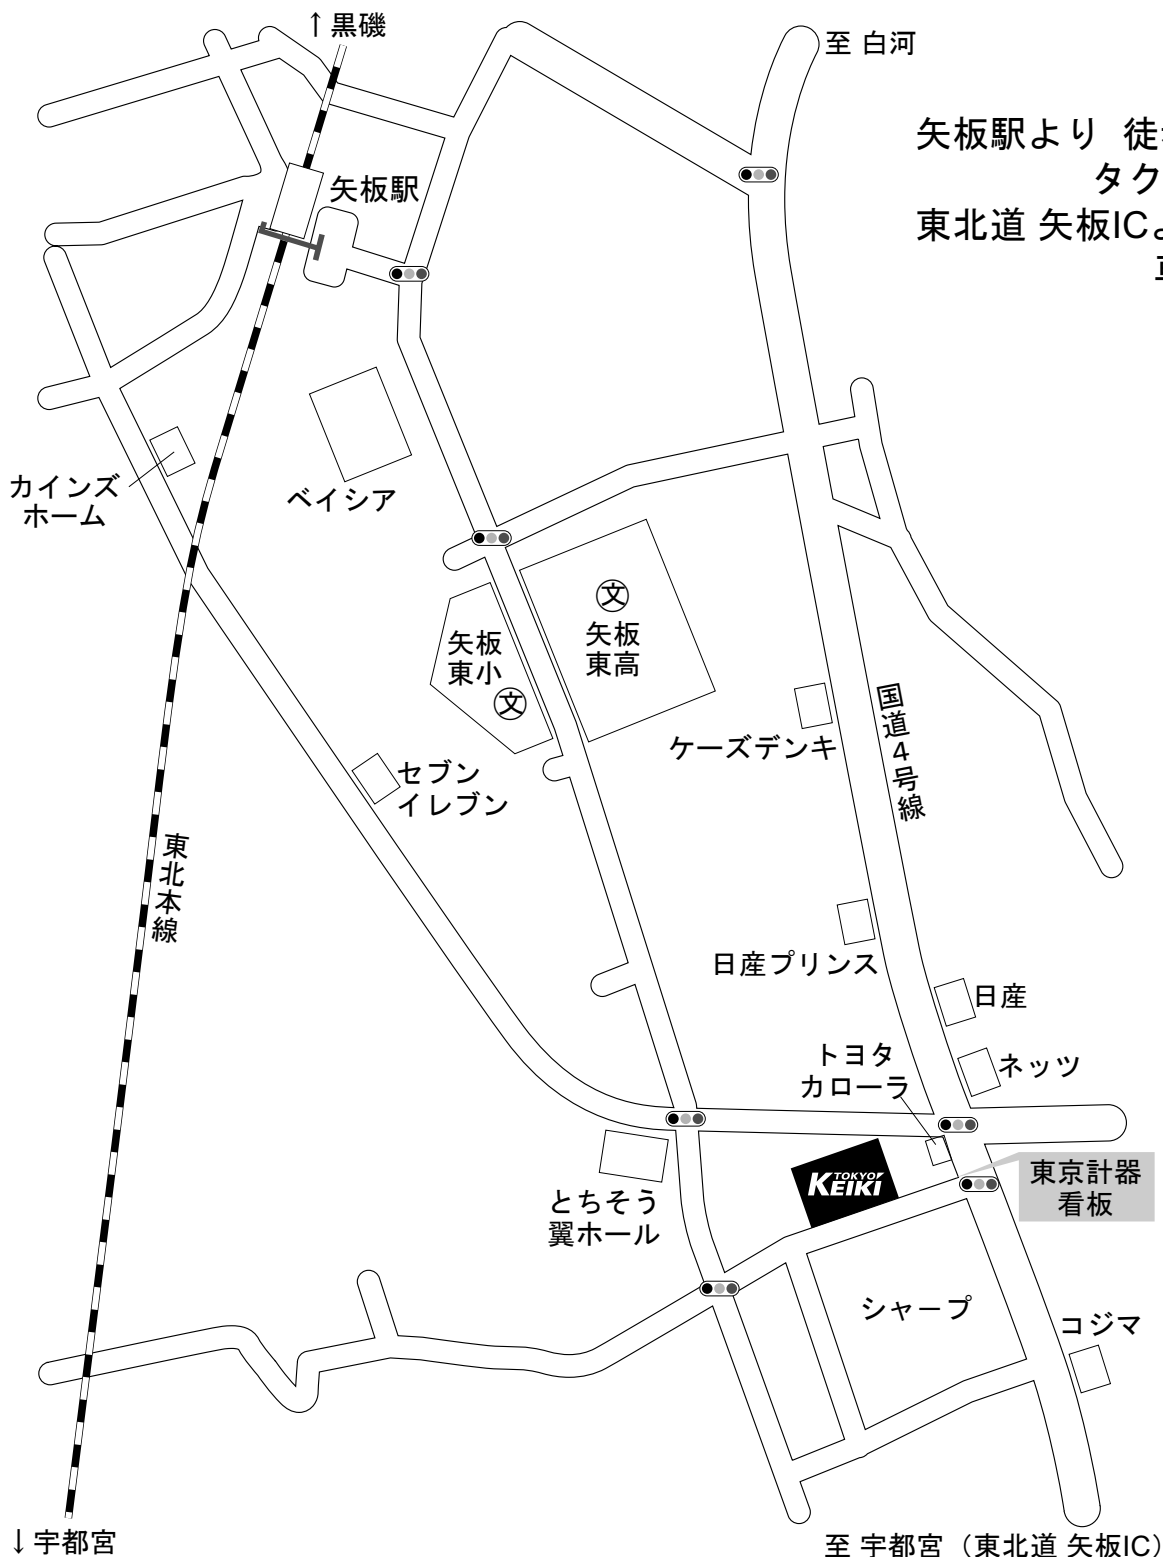 ↑黒磯
至 白河
矢板駅より 徒
タク
東北道 矢板IC
矢板駅
カインズ
ホーム
ベイシア
文
矢板
東高
矢板
東小
文
国道4号線
ケーズデンキ
セブン
イレブン
東北本線
日産プリンス
日産
トヨタ
カローラ
ネッツ
TOKYO
KEIKI
東京計器
看板
とちそう
翼ホール
シャープ
コジマ
↓宇都宮
至 宇都宮（東北道 矢板IC）